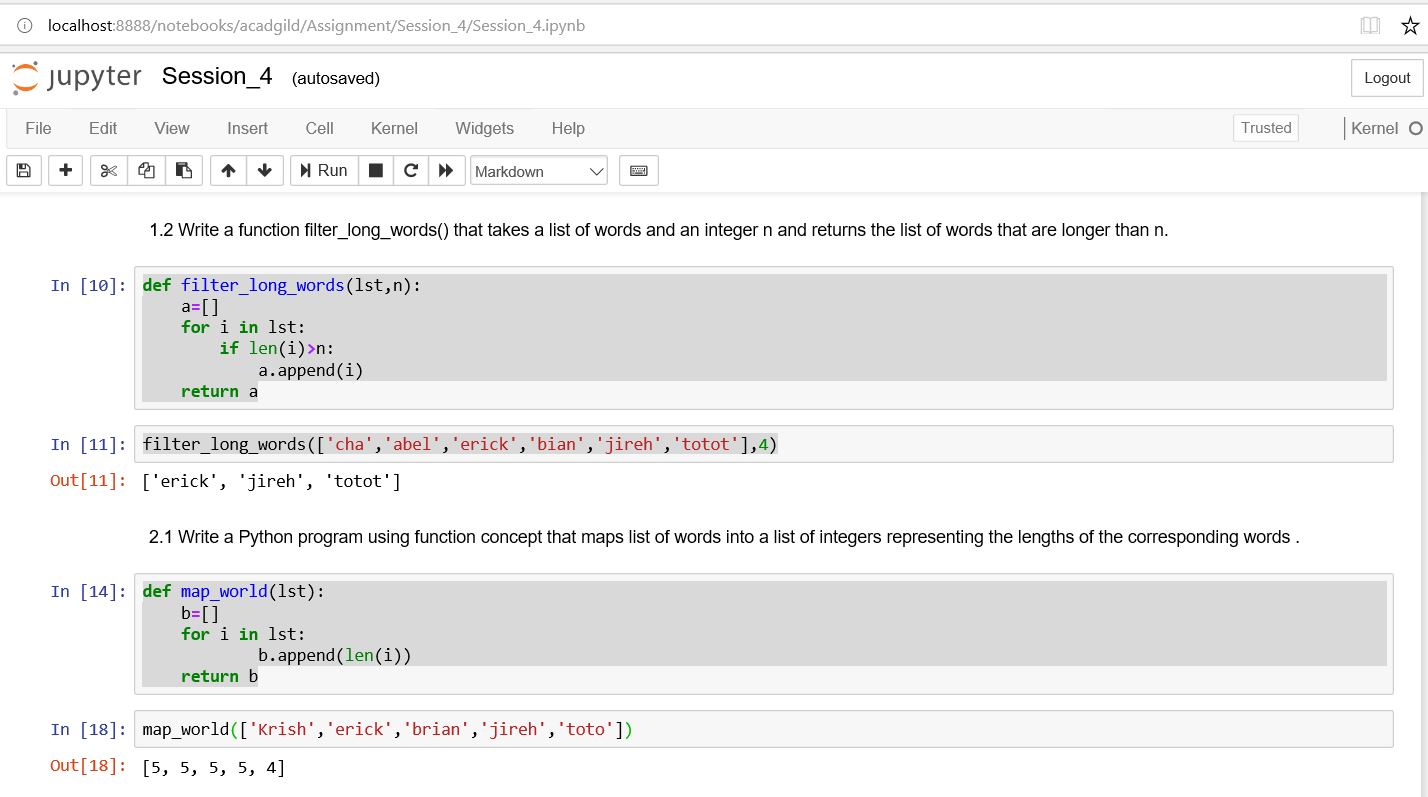 localhost:8888/notebooks/acadgild/Assignment/Session_4/Session_4.ipynb
jupyter Session_4 (autosaved)
Logout
File Edit View Insert Cell Kernel Widgets Help
Trusted
Kernel
Run
Markdown
1.2 Write a function filter_long_words() that takes a list of words and an integer n and returns the list of words that are longer than n.
In [10]: def filter_long_words(lst,n):
    a=[]
    for i in lst:
        if len(i)>n:
            a.append(i)
    return a
In [11]: filter_long_words(['cha','abel','erick','bian','jireh','totot'],4)
Out[11]: ['erick', 'jireh', 'totot']
2.1 Write a Python program using function concept that maps list of words into a list of integers representing the lengths of the corresponding words .
In [14]: def map_world(lst):
    b=[]
    for i in lst:
            b.append(len(i))
    return b
In [18]: map_world(['Krish','erick','brian','jireh','toto'])
Out[18]: [5, 5, 5, 5, 4]